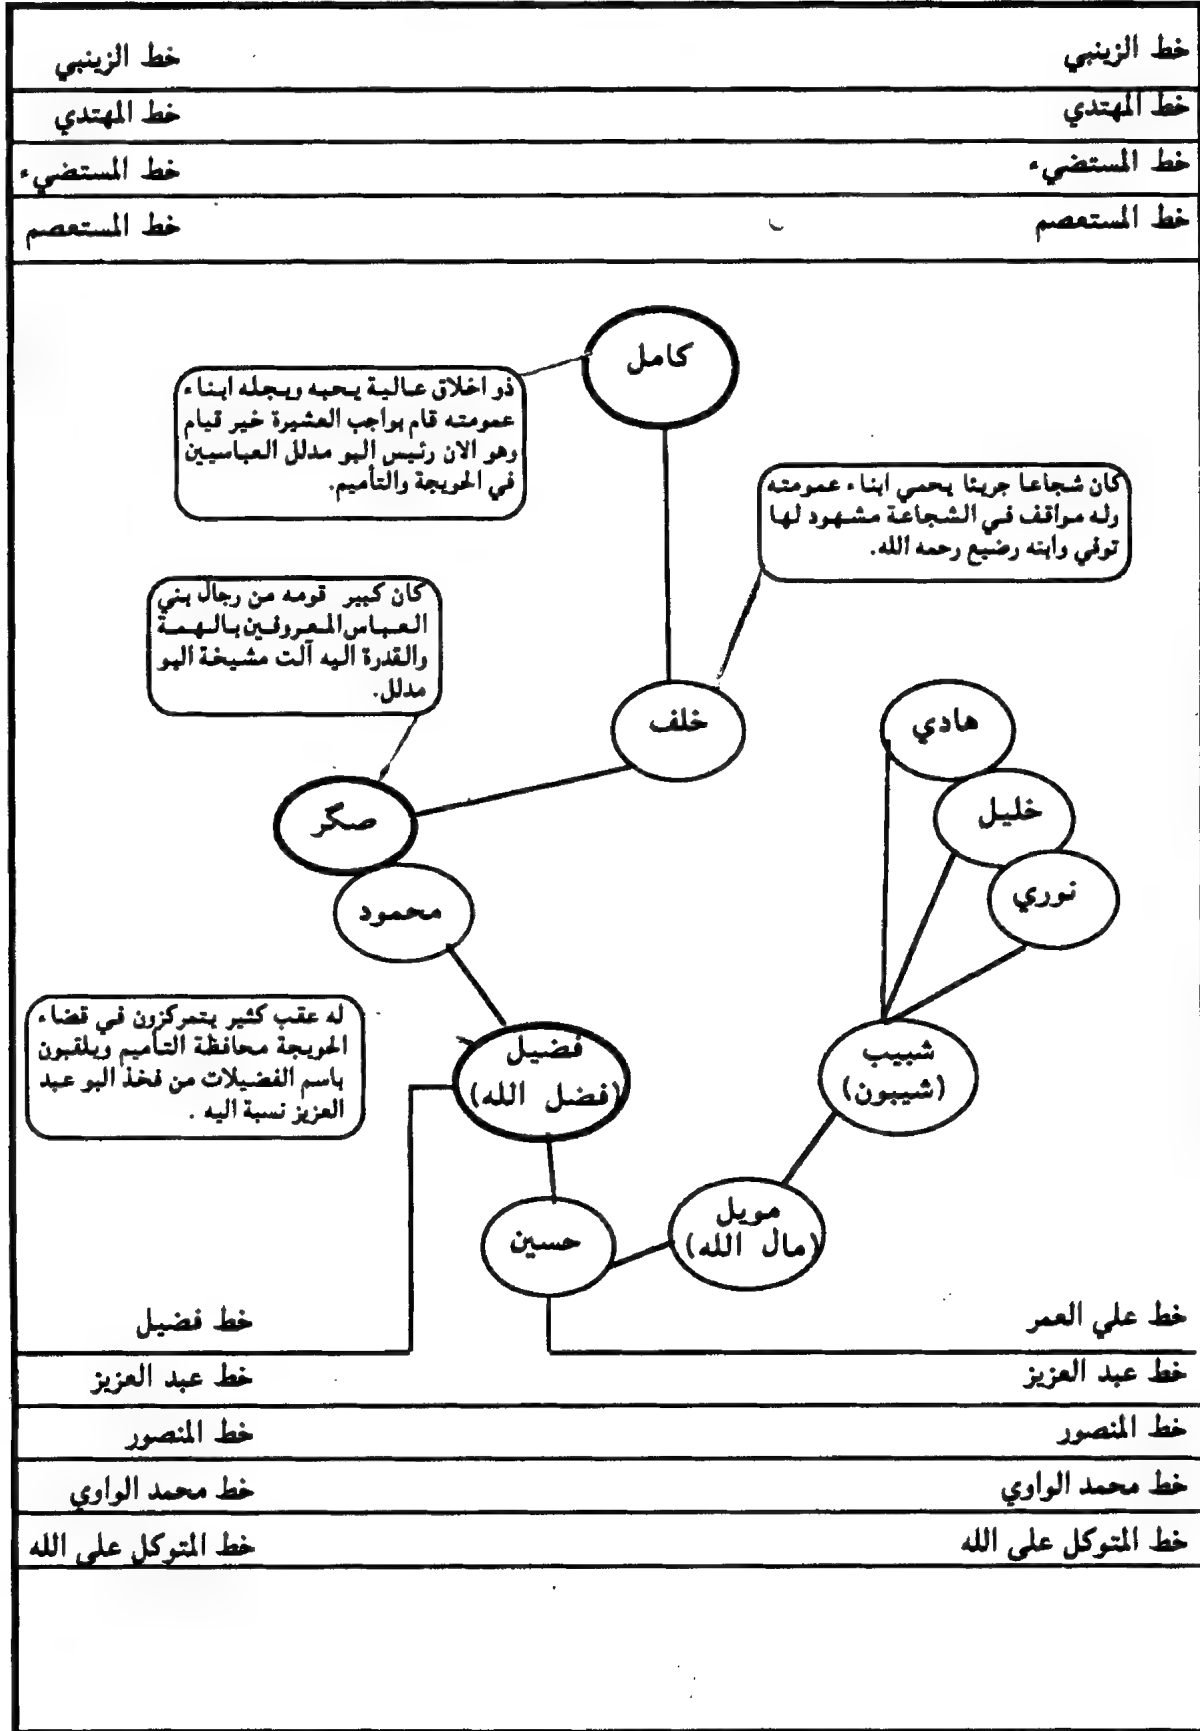 خط الزينبي
خط الزينبي
خط المهتدي
خط المهتدي
خط المستضيء
خط المستضيء
خط المستعصم
خط المستعصم
كامل
ذو اخلاق عالية يحبه ويجله ابناء
عمومته قام بواجب العشيرة خير قيام
وهو الان رئيس البو مدلل العباسيين
في الحويجة والتأميم.
كان شجاعا جريئا يحمي ابناء عمومته
وله مواقف في الشجاعة مشهود لها
توفي وابنه رضيع رحمه الله.
كان كبير قومه من رجال بني
العباس المعروفين بالهمة
والقدرة اليه آلت مشيخة البو
مدلل.
خلف
هادي
خليل
صگر
نوري
محمود
له عقب كثير يتمركزون في قضاء
الحويجة محافظة التأميم ويلقبون
باسم الفضيلات من فخذ البو عبد
العزيز نسبة اليه .
فضيل
(فضل الله)
شبيب
(شيبون)
مويل
(مال الله)
حسين
خط علي العمر
خط فضيل
خط عبد العزيز
خط عبد العزيز
خط المنصور
خط المنصور
خط محمد الواوي
خط محمد الواوي
خط المتوكل على الله
خط المتوكل على الله